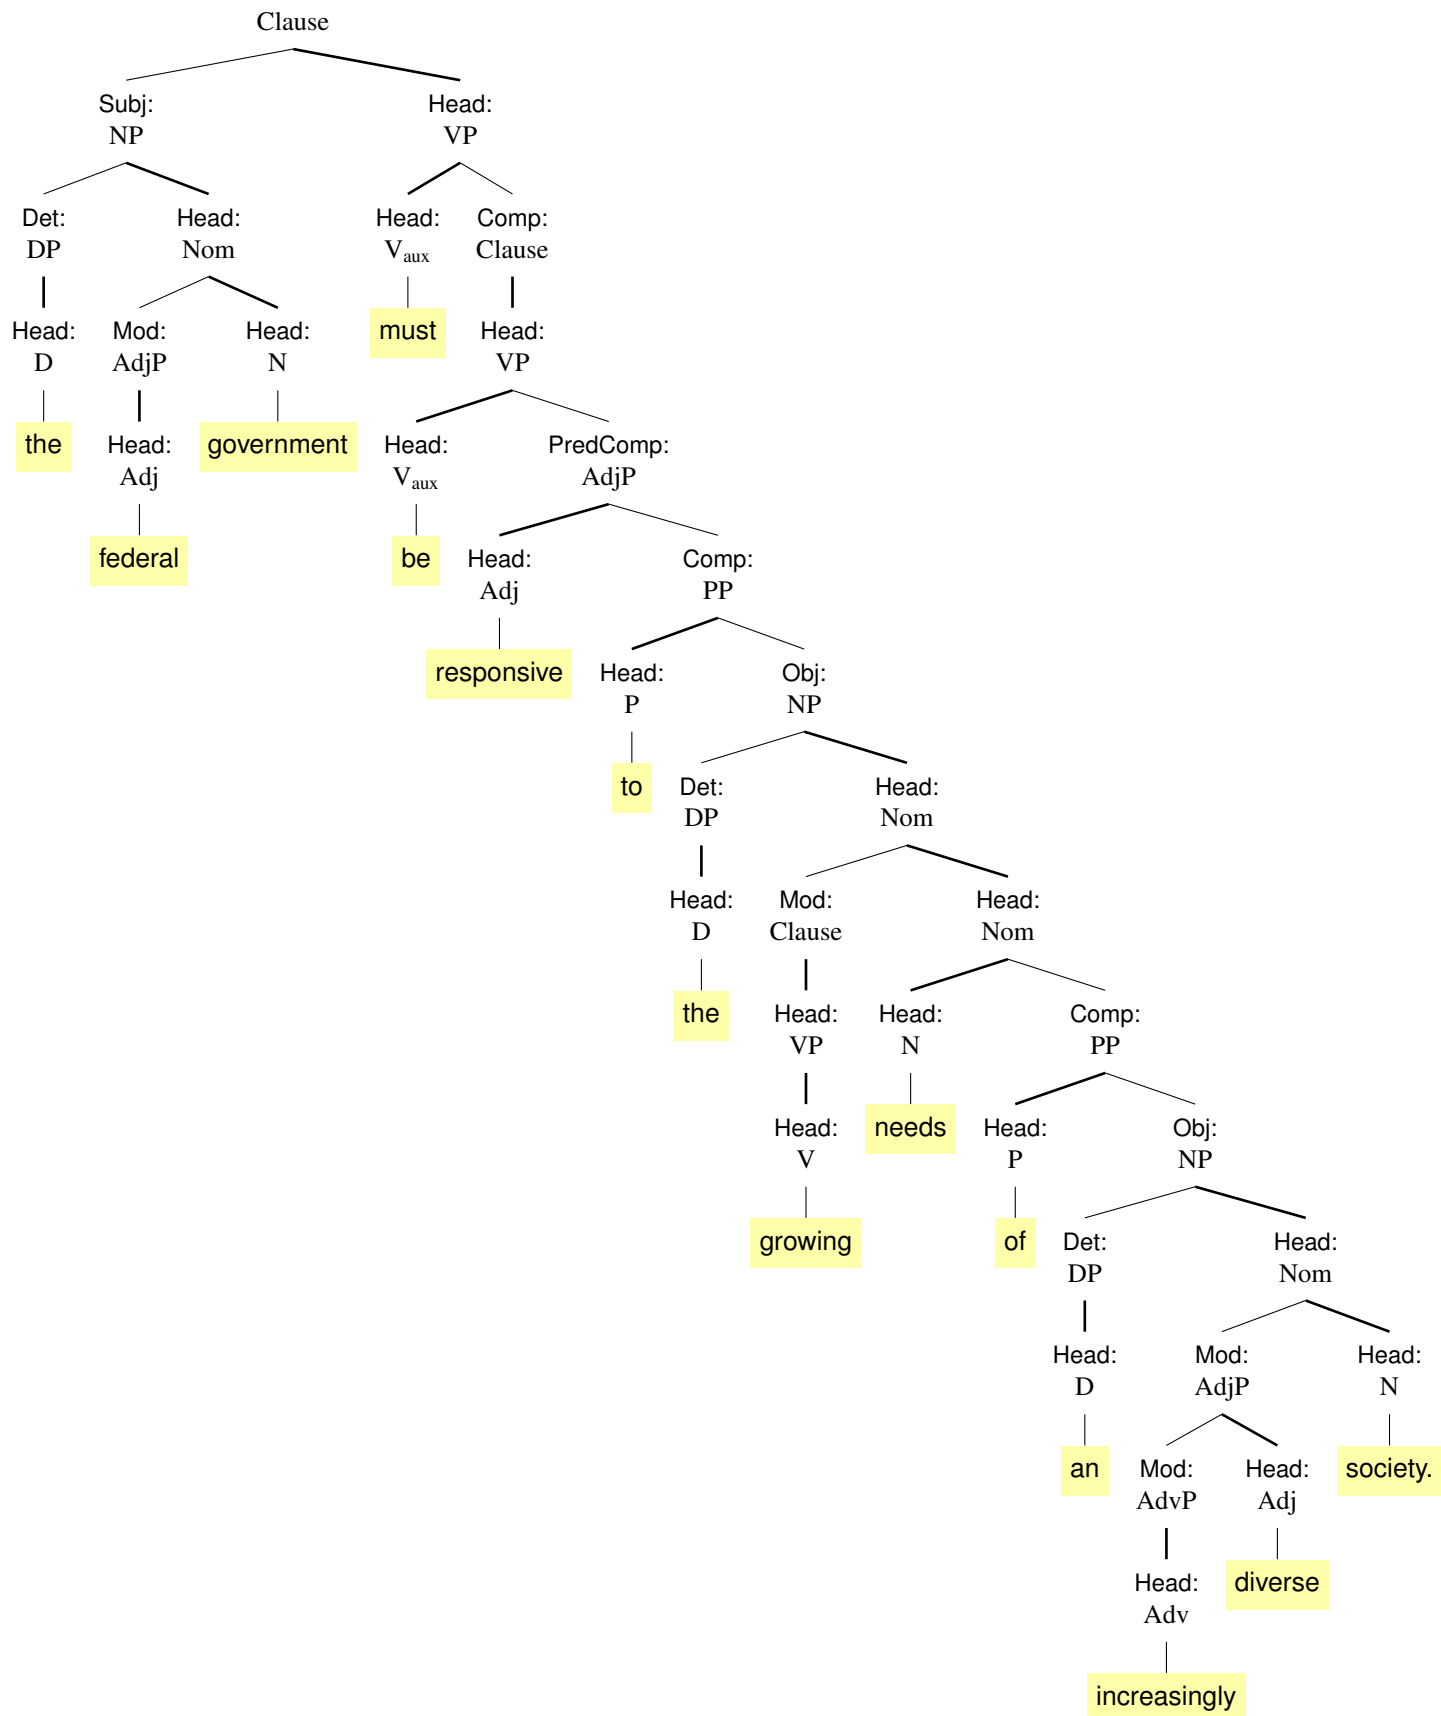 Clause
Subj: Head:
NP VP
Det: Head: Head: Comp:
DP Nom Vaux Clause
Head: Mod: Head: must Head:
D AdjP N VP
the Head: government Head: PredComp:
Adj Vaux AdjP
federal be Head: Comp:
Adj PP
responsive Head: Obj:
P NP
to Det: Head:
DP Nom
Head: Mod: Head:
D Clause Nom
the Head: Head: Comp:
VP N PP
Head: needs Head: Obj:
V P NP
growing of Det: Head:
DP Nom
Head: Mod: Head:
D AdjP N
an Mod: Head: society.
AdvP Adj
Head: diverse
Adv
increasingly